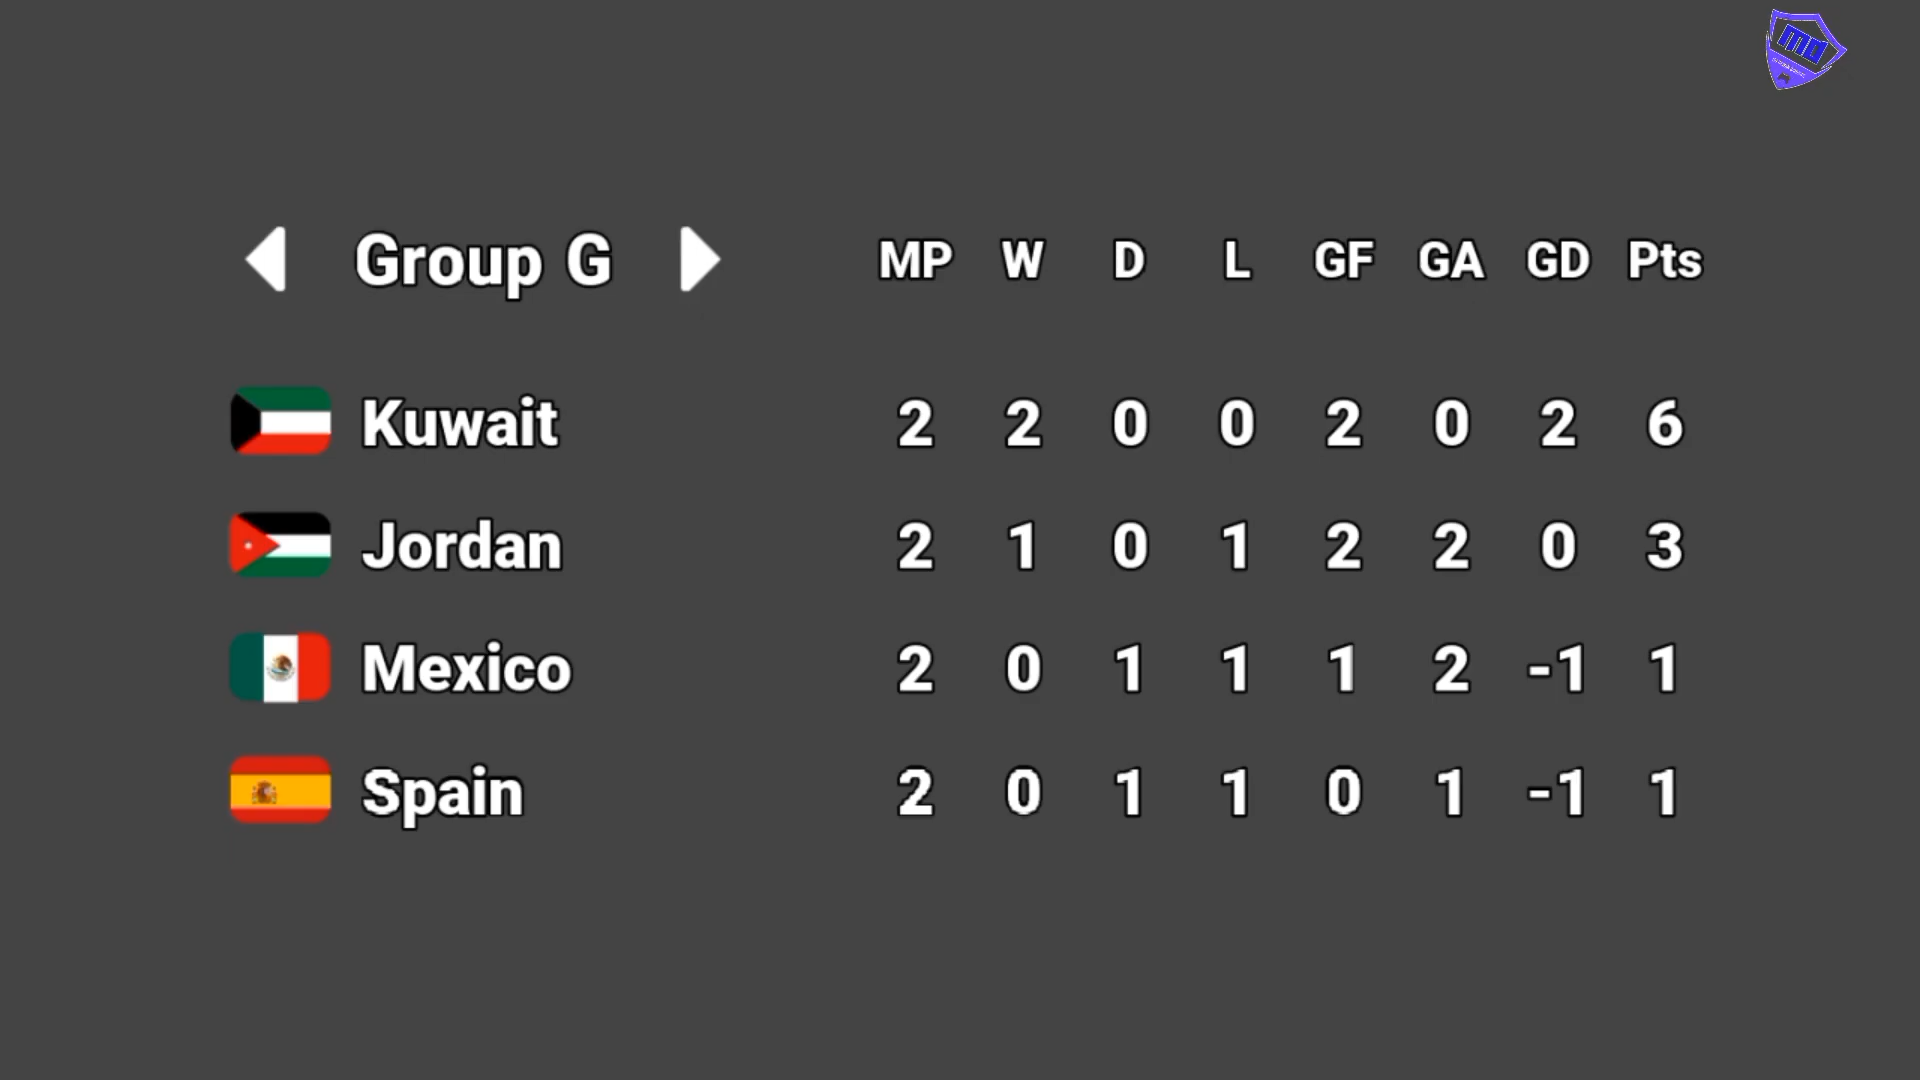 MD
Group G MP W D L GF GA GD Pts
Kuwait 2 2 0 0 2 0 2 6
Jordan 2 1 0 1 2 2 0 3
Mexico 2 0 1 1 1 2 -1 1
Spain 2 0 1 1 0 1 -1 1